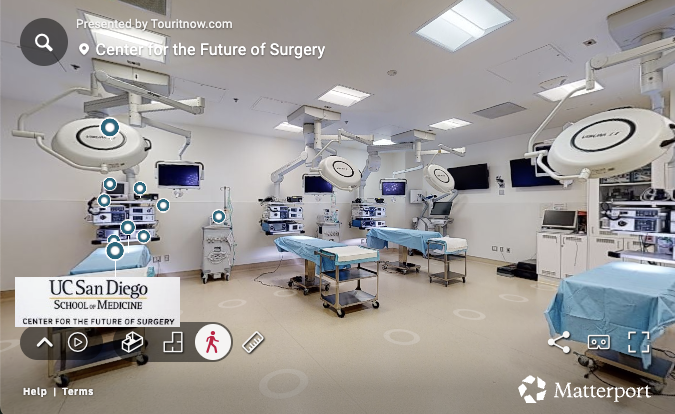 Presented by Touritnow.com
Center for the Future of Surgery
UC San Diego
SCHOOL OF MEDICINE
CENTER FOR THE FUTURE OF SURGERY
Help | Terms
Matterport